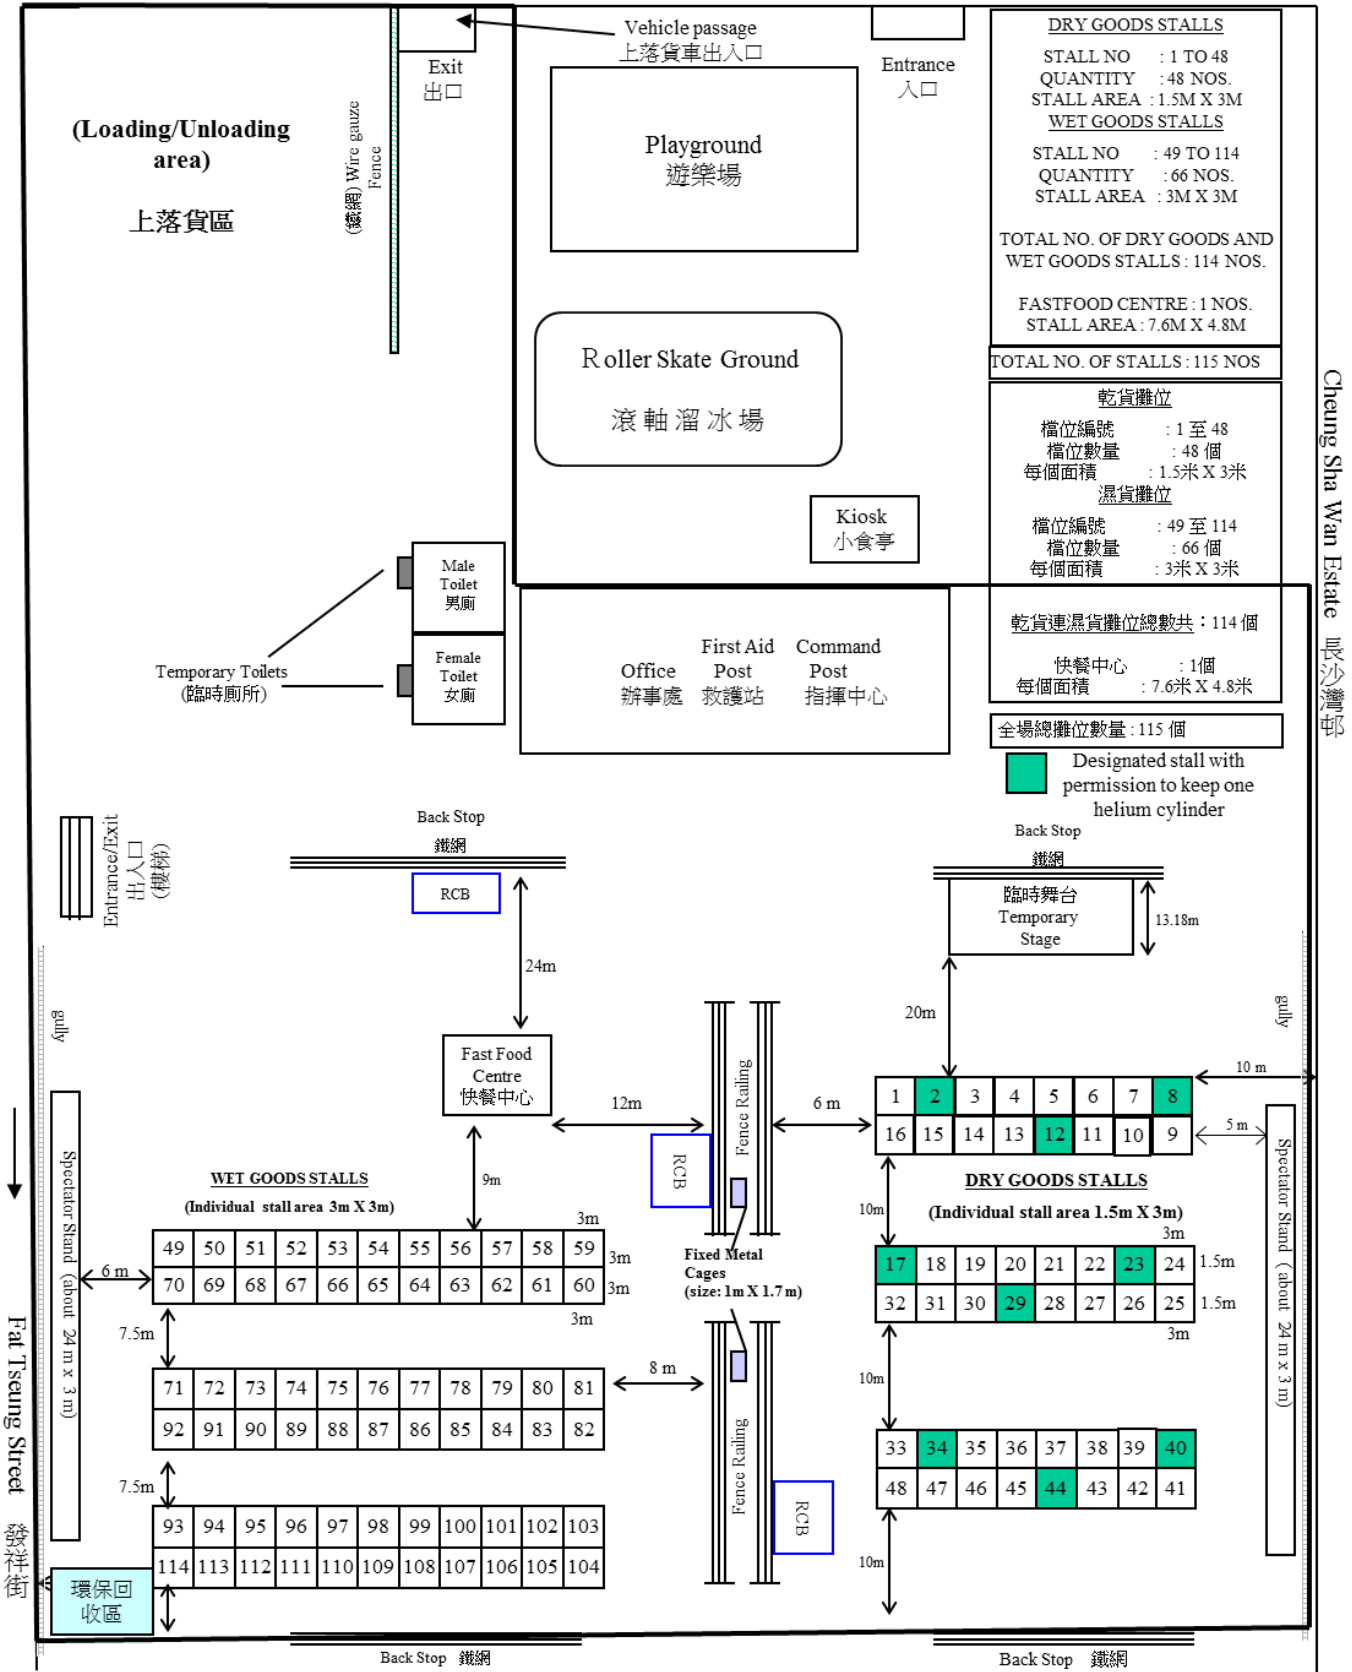 Vehicle passage
上落貨車出入口
Exit
出口
Entrance
入口
(Loading/Unloading
area)
上落貨區
(鐵網) Wire gauze
Fence
Playground
遊樂場
Roller Skate Ground
滾軸溜冰場
Kiosk
小食亭
DRY GOODS STALLS
STALL NO : 1 TO 48
QUANTITY : 48 NOS.
STALL AREA : 1.5M X 3M
WET GOODS STALLS
STALL NO : 49 TO 114
QUANTITY : 66 NOS.
STALL AREA : 3M X 3M
TOTAL NO. OF DRY GOODS AND
WET GOODS STALLS : 114 NOS.
FASTFOOD CENTRE : 1 NOS.
STALL AREA : 7.6M X 4.8M
TOTAL NO. OF STALLS : 115 NOS
乾貨攤位
檔位編號 : 1 至 48
檔位數量 : 48 個
每個面積 : 1.5米 X 3米
濕貨攤位
檔位編號 : 49 至 114
檔位數量 : 66 個
每個面積 : 3米 X 3米
乾貨連濕貨攤位總數共：114 個
快餐中心 : 1個
每個面積 : 7.6米 X 4.8米
全場總攤位數量 : 115 個
Designated stall with
permission to keep one
helium cylinder
Cheung Sha Wan Estate 長沙灣邨
Male
Toilet
男廁
Female
Toilet
女廁
Temporary Toilets
(臨時廁所)
Office
辦事處
First Aid
Post
救護站
Command
Post
指揮中心
Entrance/Exit
出入口
(樓梯)
Back Stop
鐵網
RCB
24m
Back Stop
鐵網
臨時舞台
Temporary
Stage
13.18m
20m
gully
gully
Fast Food
Centre
快餐中心
12m
Fence Railing
6 m
10 m
5 m
9m
RCB
1 2 3 4 5 6 7 8
16 15 14 13 12 11 10 9
WET GOODS STALLS
(Individual stall area 3m X 3m)
3m
49 50 51 52 53 54 55 56 57 58 59
3m
70 69 68 67 66 65 64 63 62 61 60
3m
3m
6 m
7.5m
71 72 73 74 75 76 77 78 79 80 81
92 91 90 89 88 87 86 85 84 83 82
8 m
7.5m
93 94 95 96 97 98 99 100 101 102 103
114 113 112 111 110 109 108 107 106 105 104
Fixed Metal
Cages
(size: 1m X 1.7 m)
Fence Railing
RCB
10m
DRY GOODS STALLS
(Individual stall area 1.5m X 3m)
3m
17 18 19 20 21 22 23 24
1.5m
32 31 30 29 28 27 26 25
1.5m
3m
10m
33 34 35 36 37 38 39 40
48 47 46 45 44 43 42 41
10m
Spectator Stand (about 24 m x 3 m)
Spectator Stand (about 24 m x 3 m)
Fat Tseung Street 發祥街
環保回
收區
Back Stop 鐵網
Back Stop 鐵網